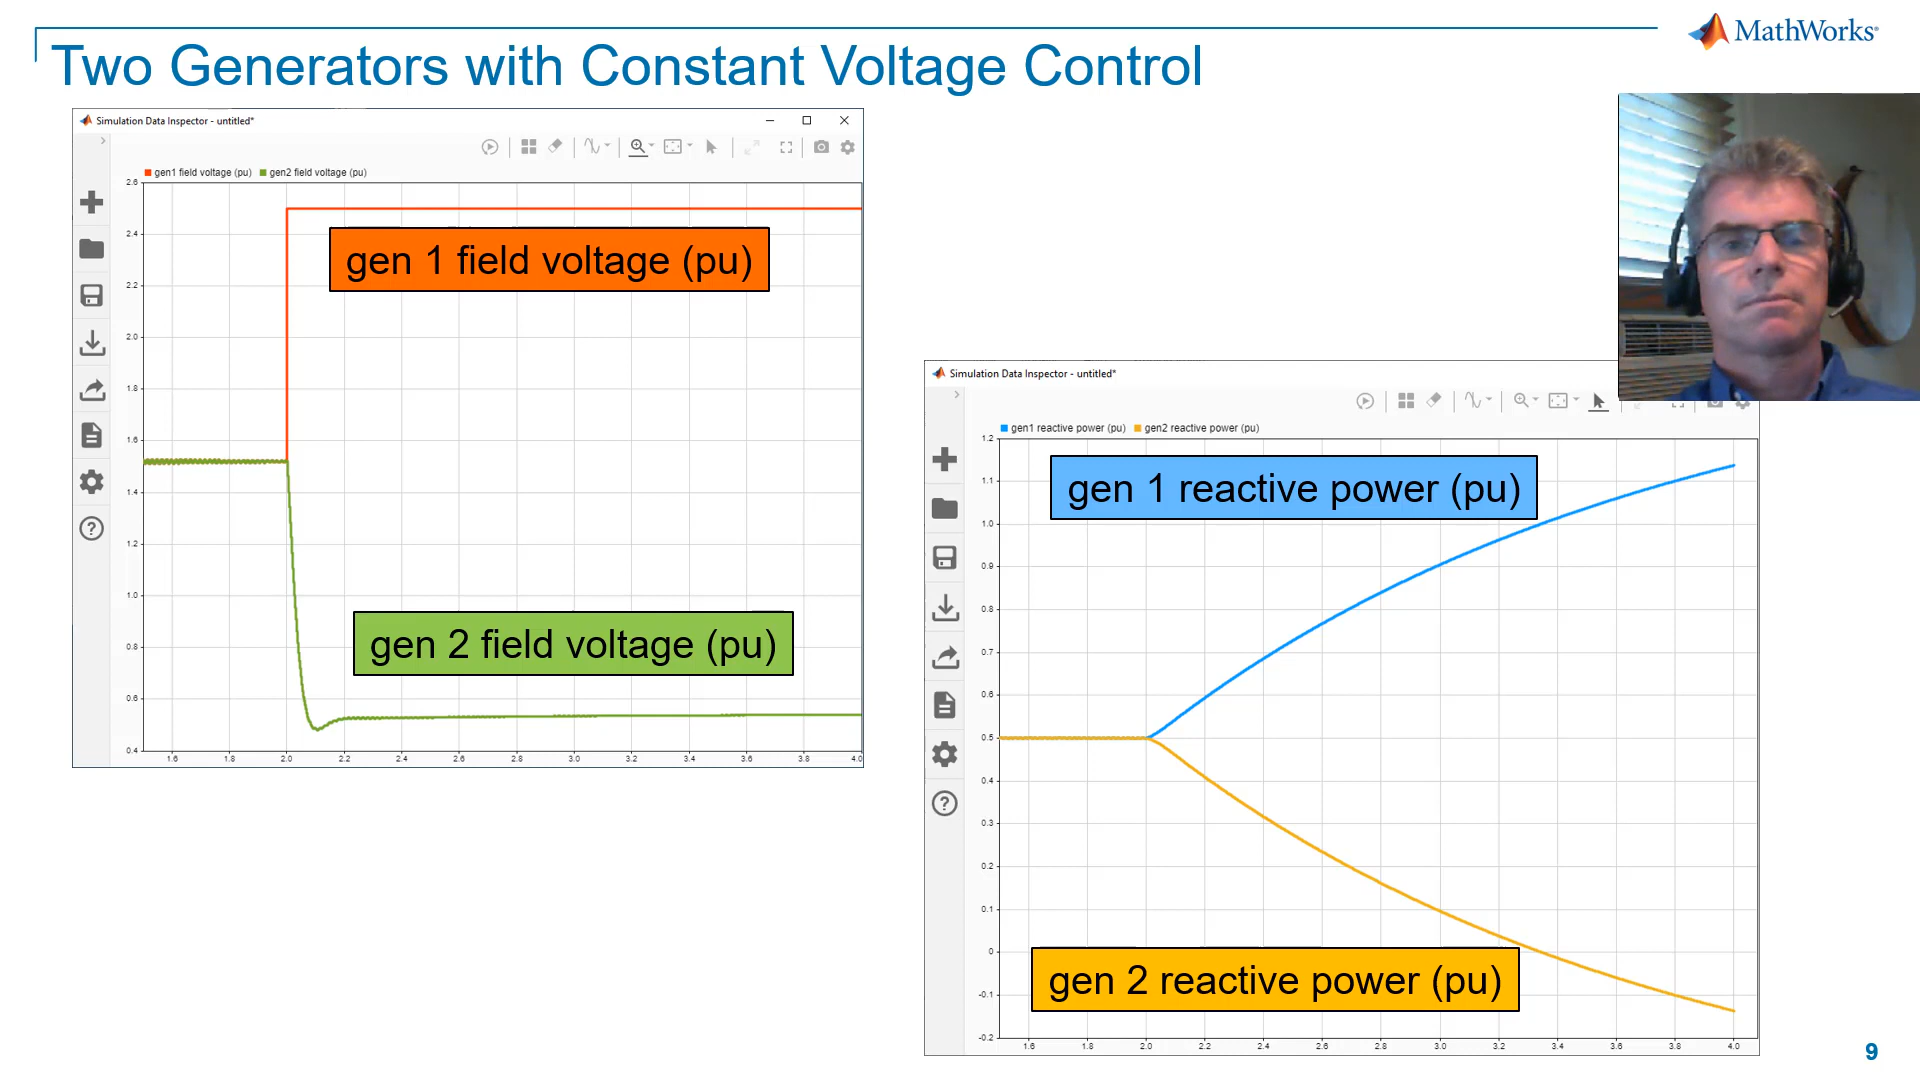 Two Generators with Constant Voltage Control
MathWorks®
Simulation Data Inspector - untitled*
gen1 field voltage (pu) gen2 field voltage (pu)
2.6
2.4
2.2
2.0
1.8
1.6
1.4
1.2
1.0
0.8
0.6
0.4
1.6 1.8 2.0 2.2 2.4 2.6 2.8 3.0 3.2 3.4 3.6 3.8 4.0
gen 1 field voltage (pu)
gen 2 field voltage (pu)
Simulation Data Inspector - untitled*
gen1 reactive power (pu) gen2 reactive power (pu)
1.2
1.1
1.0
0.9
0.8
0.7
0.6
0.5
0.4
0.3
0.2
0.1
0
-0.1
-0.2
1.6 1.8 2.0 2.2 2.4 2.6 2.8 3.0 3.2 3.4 3.6 3.8 4.0
gen 1 reactive power (pu)
gen 2 reactive power (pu)
9